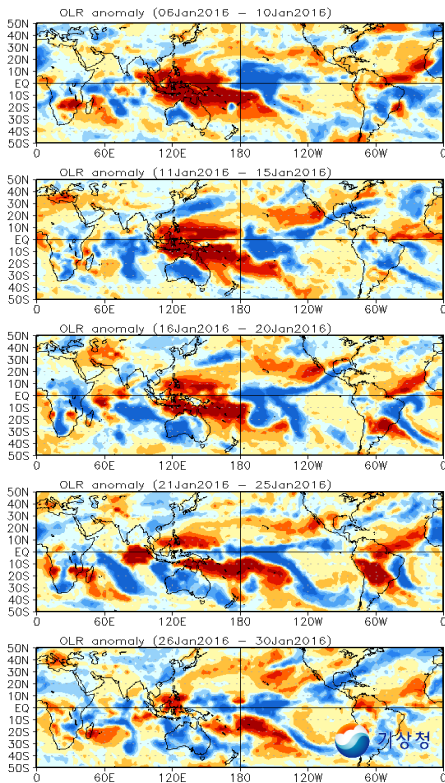 OLR anomaly (06Jan2016 – 10Jan2016)
50N
40N
30N
20N
10N
EQ
10S
20S
30S
40S
50S
0 60E 120E 180 120W 60W 0
OLR anomaly (11Jan2016 – 15Jan2016)
50N
40N
30N
20N
10N
EQ
10S
20S
30S
40S
50S
0 60E 120E 180 120W 60W 0
OLR anomaly (16Jan2016 – 20Jan2016)
50N
40N
30N
20N
10N
EQ
10S
20S
30S
40S
50S
0 60E 120E 180 120W 60W 0
OLR anomaly (21Jan2016 – 25Jan2016)
50N
40N
30N
20N
10N
EQ
10S
20S
30S
40S
50S
0 60E 120E 180 120W 60W 0
OLR anomaly (26Jan2016 – 30Jan2016)
50N
40N
30N
20N
10N
EQ
10S
20S
30S
40S
50S
기상청
0 60E 120E 180 120W 60W 0